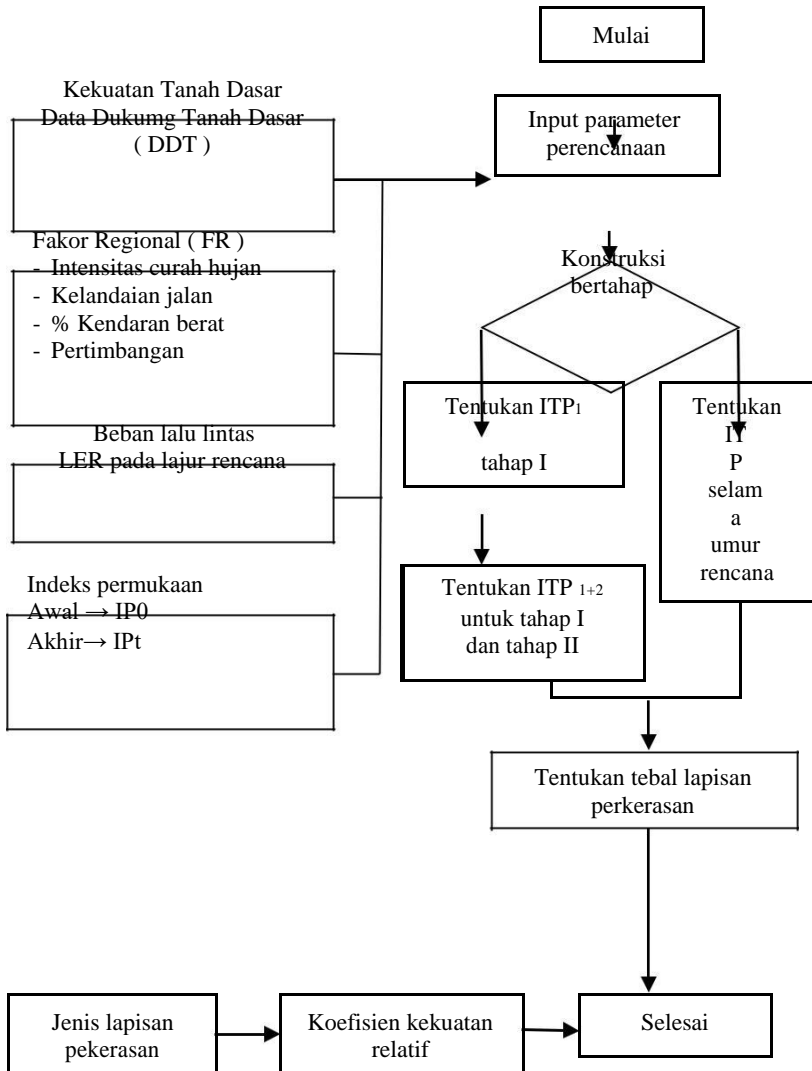 Mulai
Kekuatan Tanah Dasar
Data Dukumg Tanah Dasar
( DDT )
Input parameter
perencanaan
Fakor Regional ( FR )
- Intensitas curah hujan
- Kelandaian jalan
- % Kendaran berat
- Pertimbangan
Konstruksi
bertahap
Beban lalu lintas
LER pada lajur rencana
Tentukan ITP1
tahap I
Tentukan
IT
P
selam
a
umur
rencana
Indeks permukaan
Awal → IP0
Akhir→ IPt
Tentukan ITP 1+2
untuk tahap I
dan tahap II
Tentukan tebal lapisan
perkerasan
Jenis lapisan
pekerasan
Koefisien kekuatan
relatif
Selesai